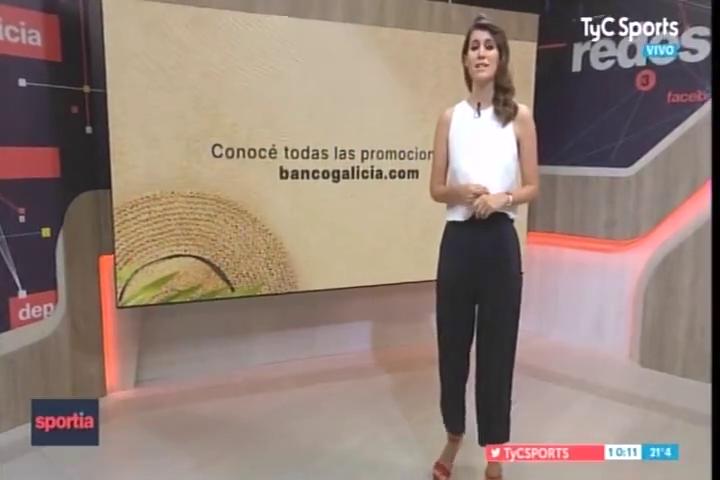 icia
TyC Sports
VIVO
redes
3
faceb
Conocé todas las promocion
bancogalicia.com
dep
sportia
TyCSPORTS 10:11 21°4